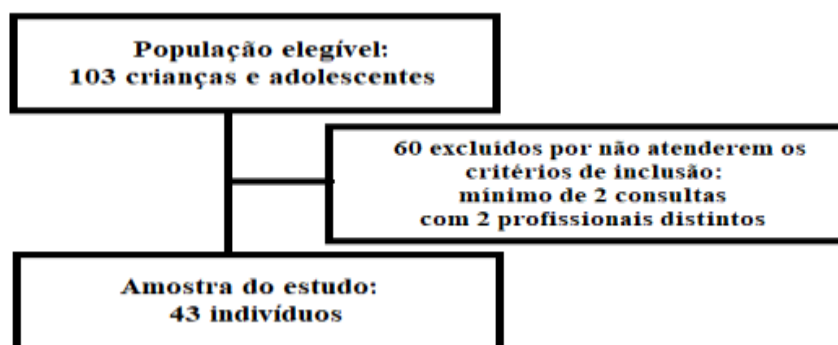 População elegível:
103 crianças e adolescentes
60 excluídos por não atenderem os
critérios de inclusão:
mínimo de 2 consultas
com 2 profissionais distintos
Amostra do estudo:
43 indivíduos